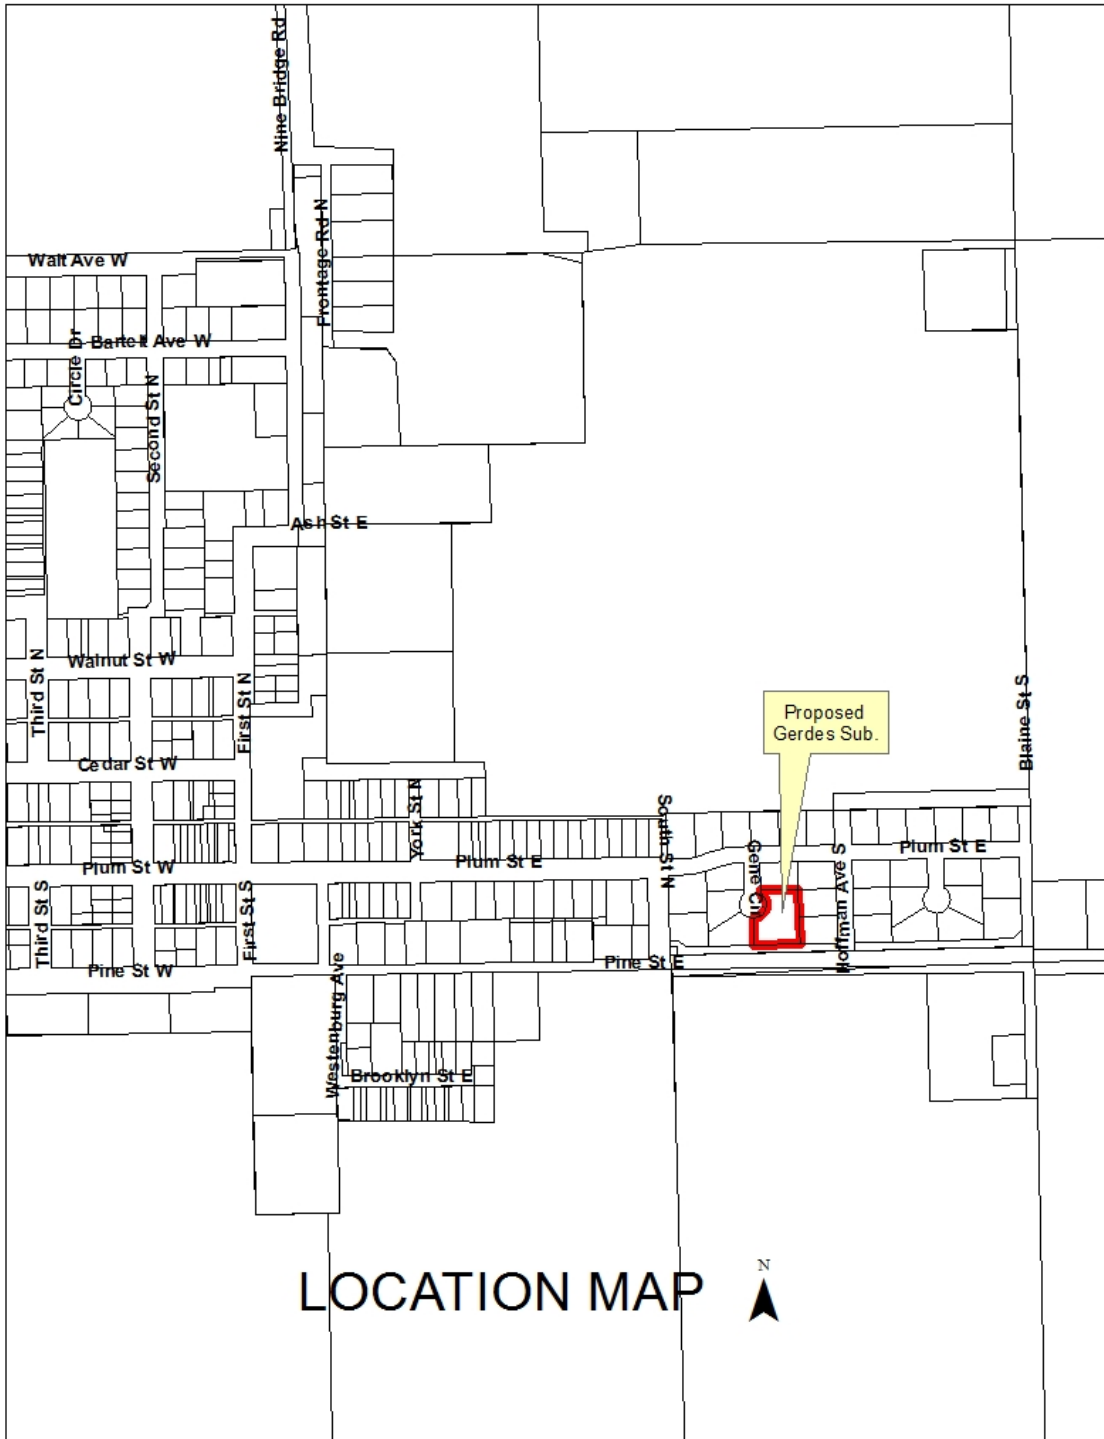 Nine Bridge Rd
Frontage Rd N
Walt Ave W
Bartelt Ave W
Circle Dr
Second St N
Ash St E
Walnut St W
Third St N
First St N
Blaine St S
Proposed
Gerdes Sub.
Cedar St W
York St N
South St N
Plum St W
Plum St E
Gene Cir
Hoffman Ave S
Plum St E
Third St S
First St S
Pine St W
Pine St E
Westenburg Ave
Brooklyn St E
N
LOCATION MAP